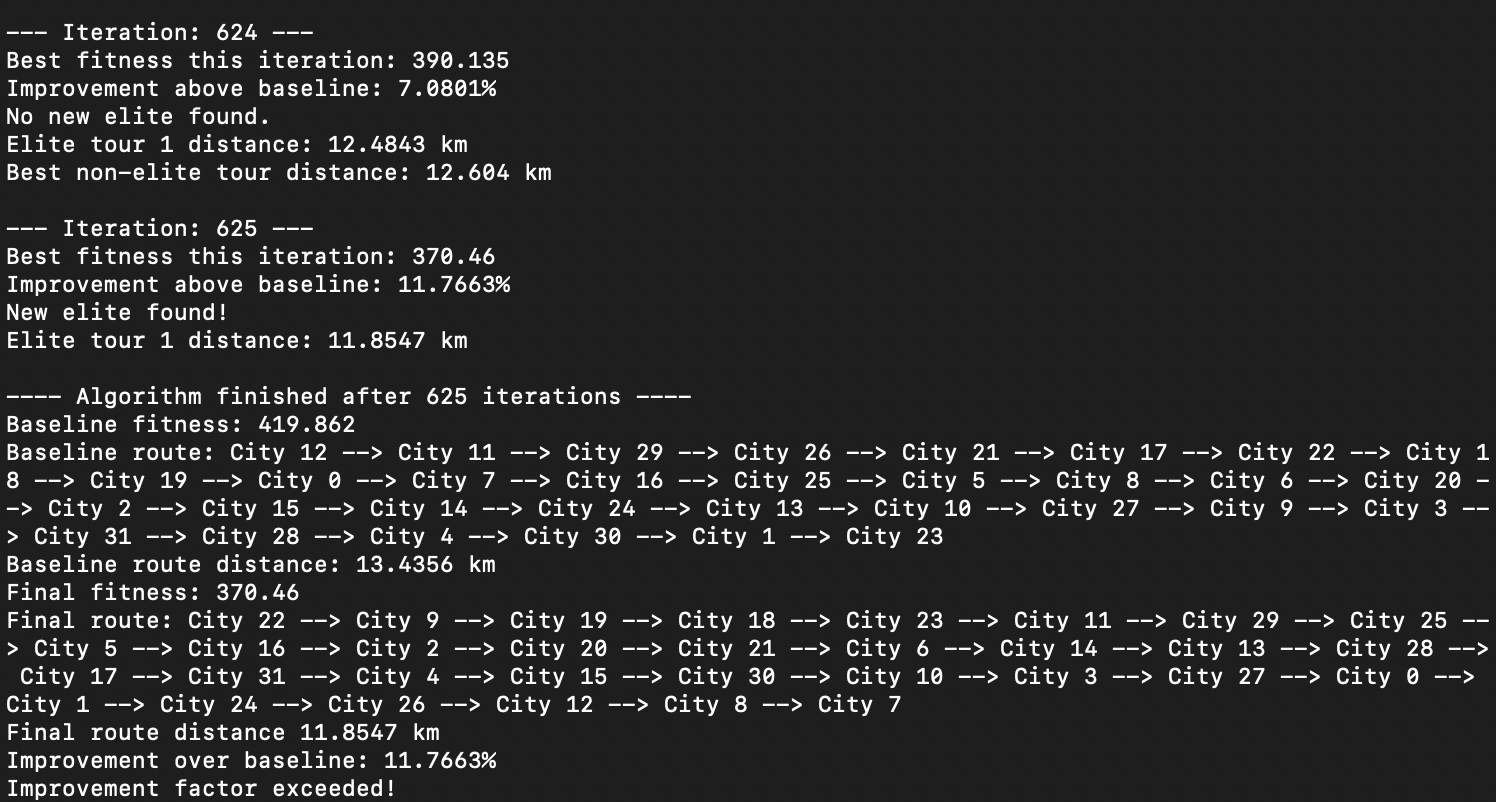 --- Iteration: 624 ---
Best fitness this iteration: 390.135
Improvement above baseline: 7.0801%
No new elite found.
Elite tour 1 distance: 12.4843 km
Best non-elite tour distance: 12.604 km

--- Iteration: 625 ---
Best fitness this iteration: 370.46
Improvement above baseline: 11.7663%
New elite found!
Elite tour 1 distance: 11.8547 km

---- Algorithm finished after 625 iterations ----
Baseline fitness: 419.862
Baseline route: City 12 --> City 11 --> City 29 --> City 26 --> City 21 --> City 17 --> City 22 --> City 1
8 --> City 19 --> City 0 --> City 7 --> City 16 --> City 25 --> City 5 --> City 8 --> City 6 --> City 20 -
-> City 2 --> City 15 --> City 14 --> City 24 --> City 13 --> City 10 --> City 27 --> City 9 --> City 3 --
> City 31 --> City 28 --> City 4 --> City 30 --> City 1 --> City 23
Baseline route distance: 13.4356 km
Final fitness: 370.46
Final route: City 22 --> City 9 --> City 19 --> City 18 --> City 23 --> City 11 --> City 29 --> City 25 --
> City 5 --> City 16 --> City 2 --> City 20 --> City 21 --> City 6 --> City 14 --> City 13 --> City 28 -->
 City 17 --> City 31 --> City 4 --> City 15 --> City 30 --> City 10 --> City 3 --> City 27 --> City 0 -->
City 1 --> City 24 --> City 26 --> City 12 --> City 8 --> City 7
Final route distance 11.8547 km
Improvement over baseline: 11.7663%
Improvement factor exceeded!